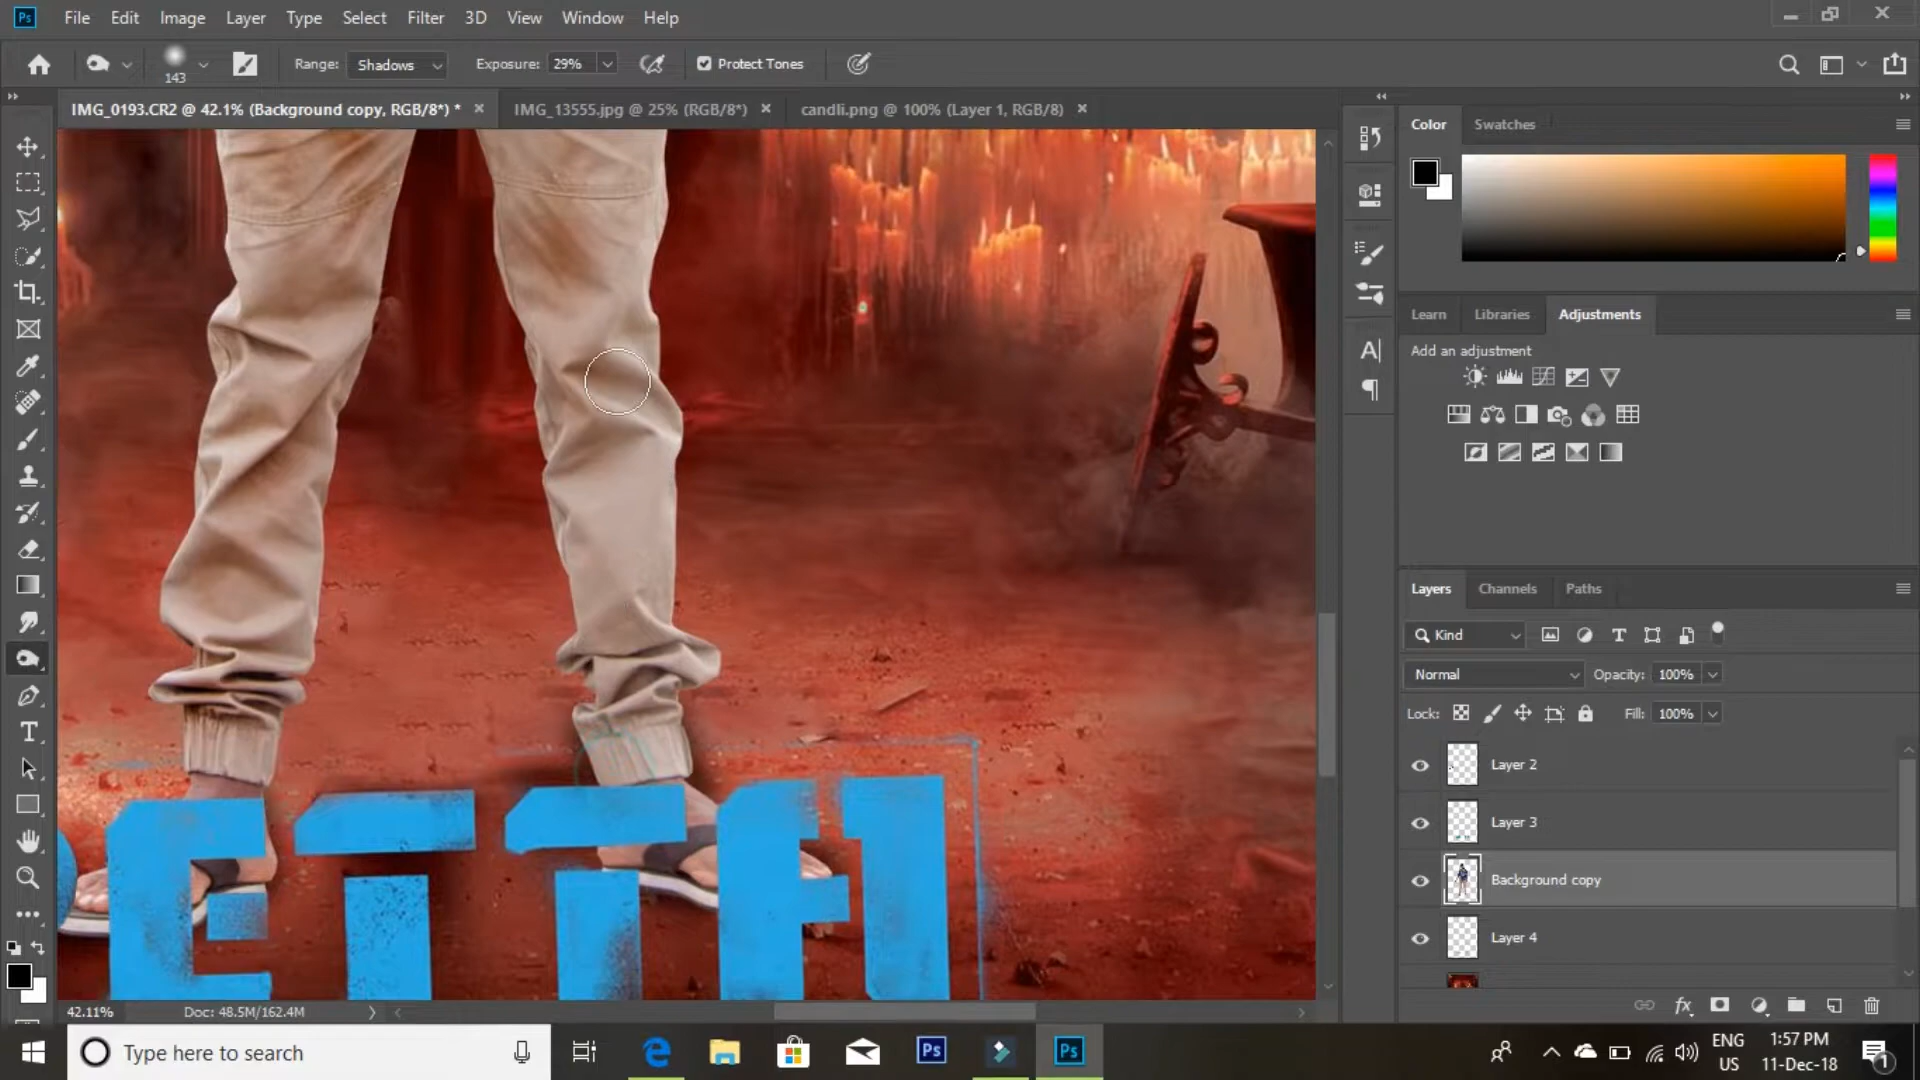 Ps File Edit Image Layer Type Select Filter 3D View Window Help
143 Range: Shadows Exposure: 29% Protect Tones
IMG_0193.CR2 @ 42.1% (Background copy, RGB/8*) * IMG_13555.jpg @ 25% (RGB/8*) candli.png @ 100% (Layer 1, RGB/8)
Color Swatches
Learn Libraries Adjustments
Add an adjustment
Layers Channels Paths
Kind
Normal Opacity: 100%
Lock: Fill: 100%
Layer 2
Layer 3
Background copy
Layer 4
42.11% Doc: 48.5M/162.4M
Type here to search
Ps
Ps
ENG
US
1:57 PM
11-Dec-18
1